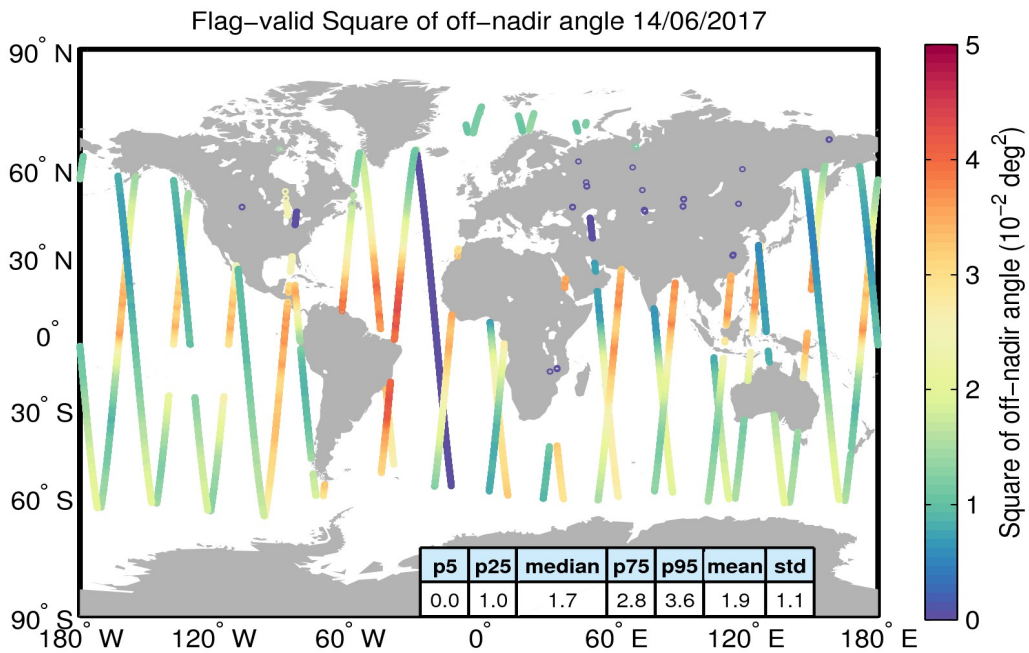 Flag−valid Square of off−nadir angle 14/06/2017
90° N
60° N
30° N
0°
30° S
60° S
90° S
180° W
120° W
60° W
0°
60° E
120° E
180° E
p5 p25 median p75 p95 mean std
0.0 1.0 1.7 2.8 3.6 1.9 1.1
5
4
3
2
1
0
Square of off−nadir angle (10⁻² deg²)